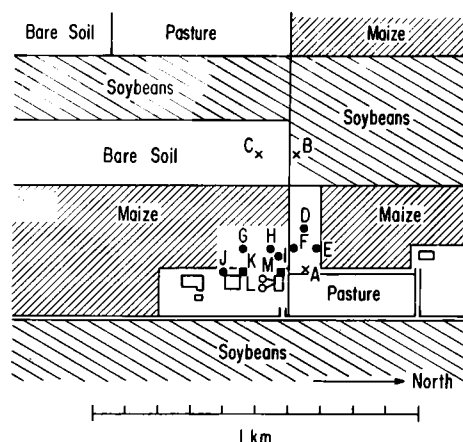 Bare Soil Pasture Maize
Soybeans
Soybeans
C B
Bare Soil
Maize Maize
D
G H F E
M I
J K A
L
Pasture
Soybeans
North
1 km